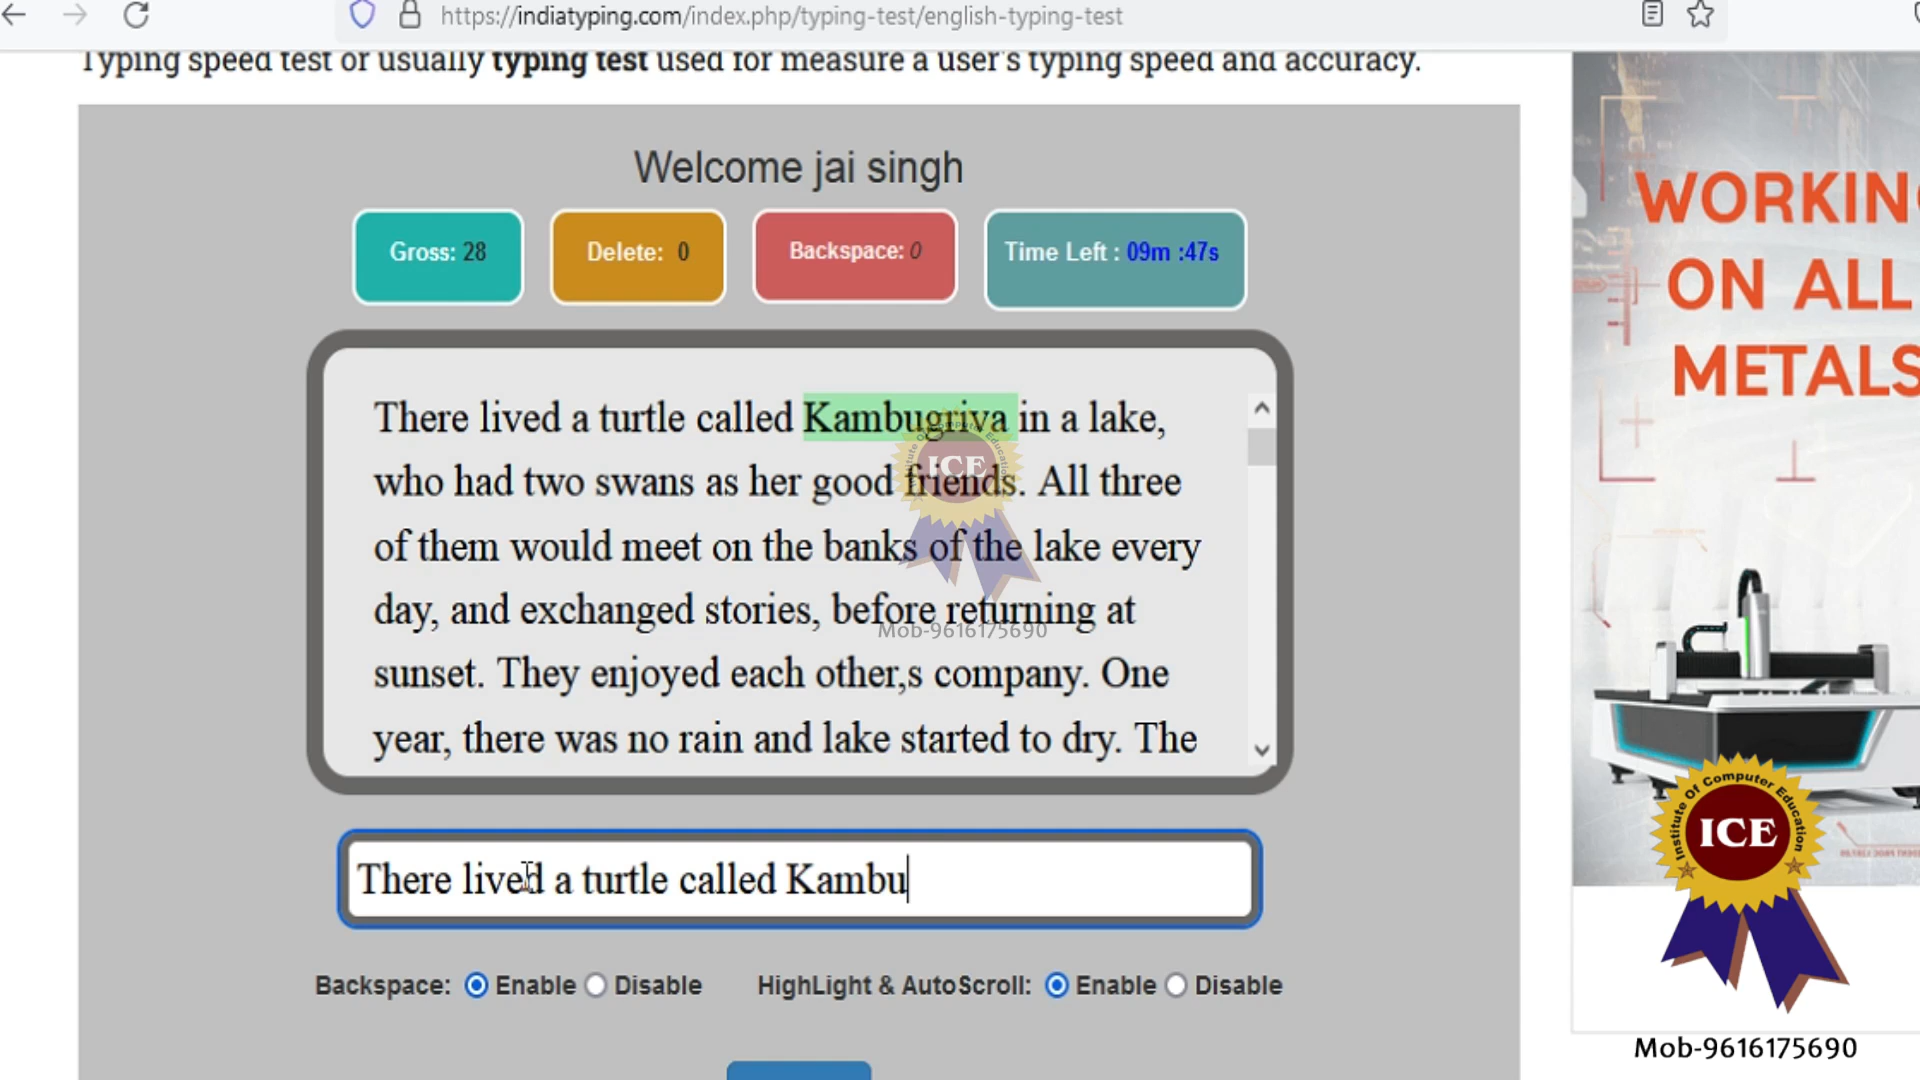 https://indiatyping.com/index.php/typing-test/english-typing-test
Typing speed test or usually typing test used for measure a user's typing speed and accuracy.
Welcome jai singh
Gross: 28
Delete: 0
Backspace: 0
Time Left : 09m :47s
There lived a turtle called Kambugriva in a lake,
who had two swans as her good friends. All three
of them would meet on the banks of the lake every
day, and exchanged stories, before returning at
sunset. They enjoyed each other,s company. One
year, there was no rain and lake started to dry. The
Institute Of Computer Education
ICE
Mob-9616175690
There lived a turtle called Kambu
Backspace: Enable Disable HighLight & AutoScroll: Enable Disable
WORKIN
ON ALL
METALS
Institute Of Computer Education
ICE
Mob-9616175690